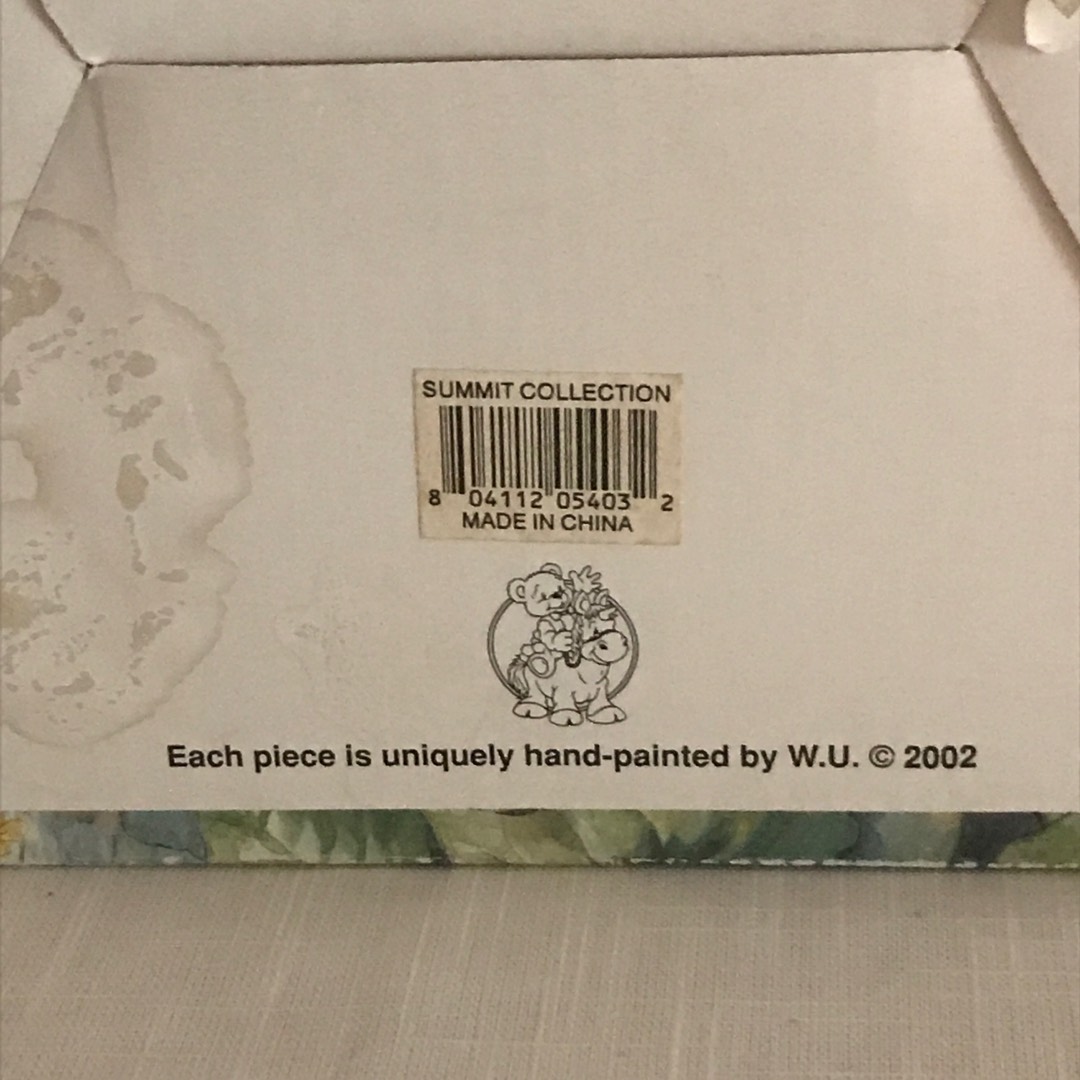 SUMMIT COLLECTION
8 04112 05403 2
MADE IN CHINA
Each piece is uniquely hand-painted by W.U. © 2002